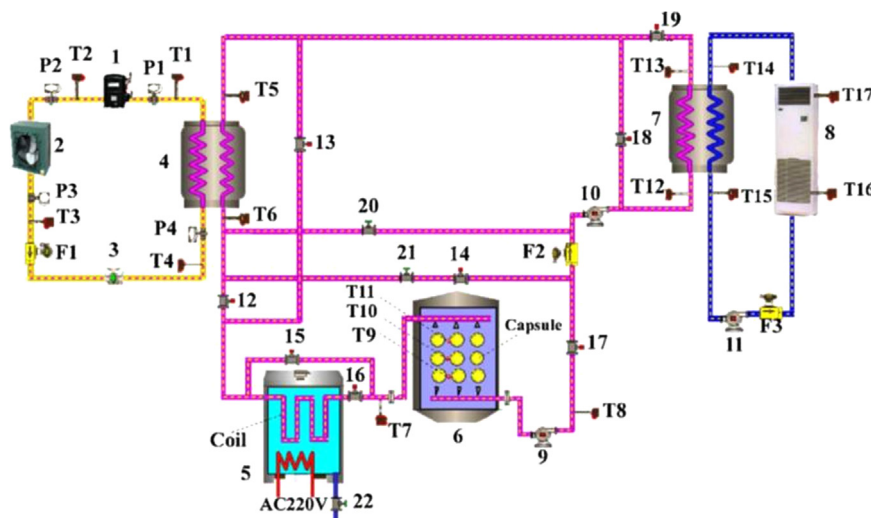 19
P2 T2 1 P1 T1
T13 T14
T5
7
T17
2 4 13 18 8
P3
T12 T15 T16
10
T3 T6 20
P4
F1 3 F2
21 14
T4
T11
12 T10 Capsule
T9
15 17 11 F3
16
T8
Coil T7
6 9
5
AC220V 22